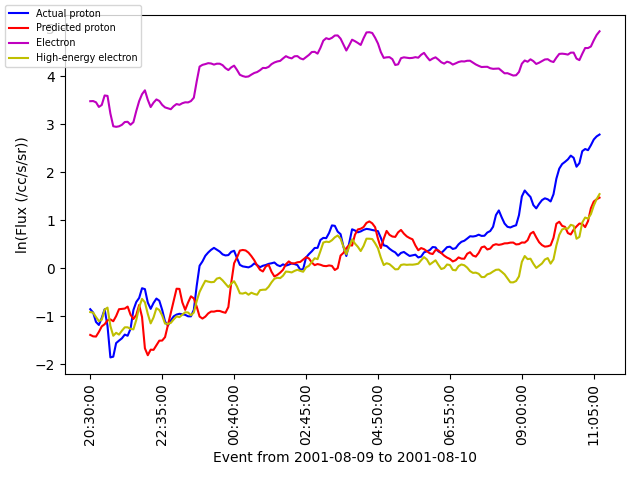 Actual proton
Predicted proton
Electron
High-energy electron
ln(Flux (/cc/s/sr))
4
3
2
1
0
−1
−2
20:30:00
22:35:00
00:40:00
02:45:00
04:50:00
06:55:00
09:00:00
11:05:00
Event from 2001-08-09 to 2001-08-10